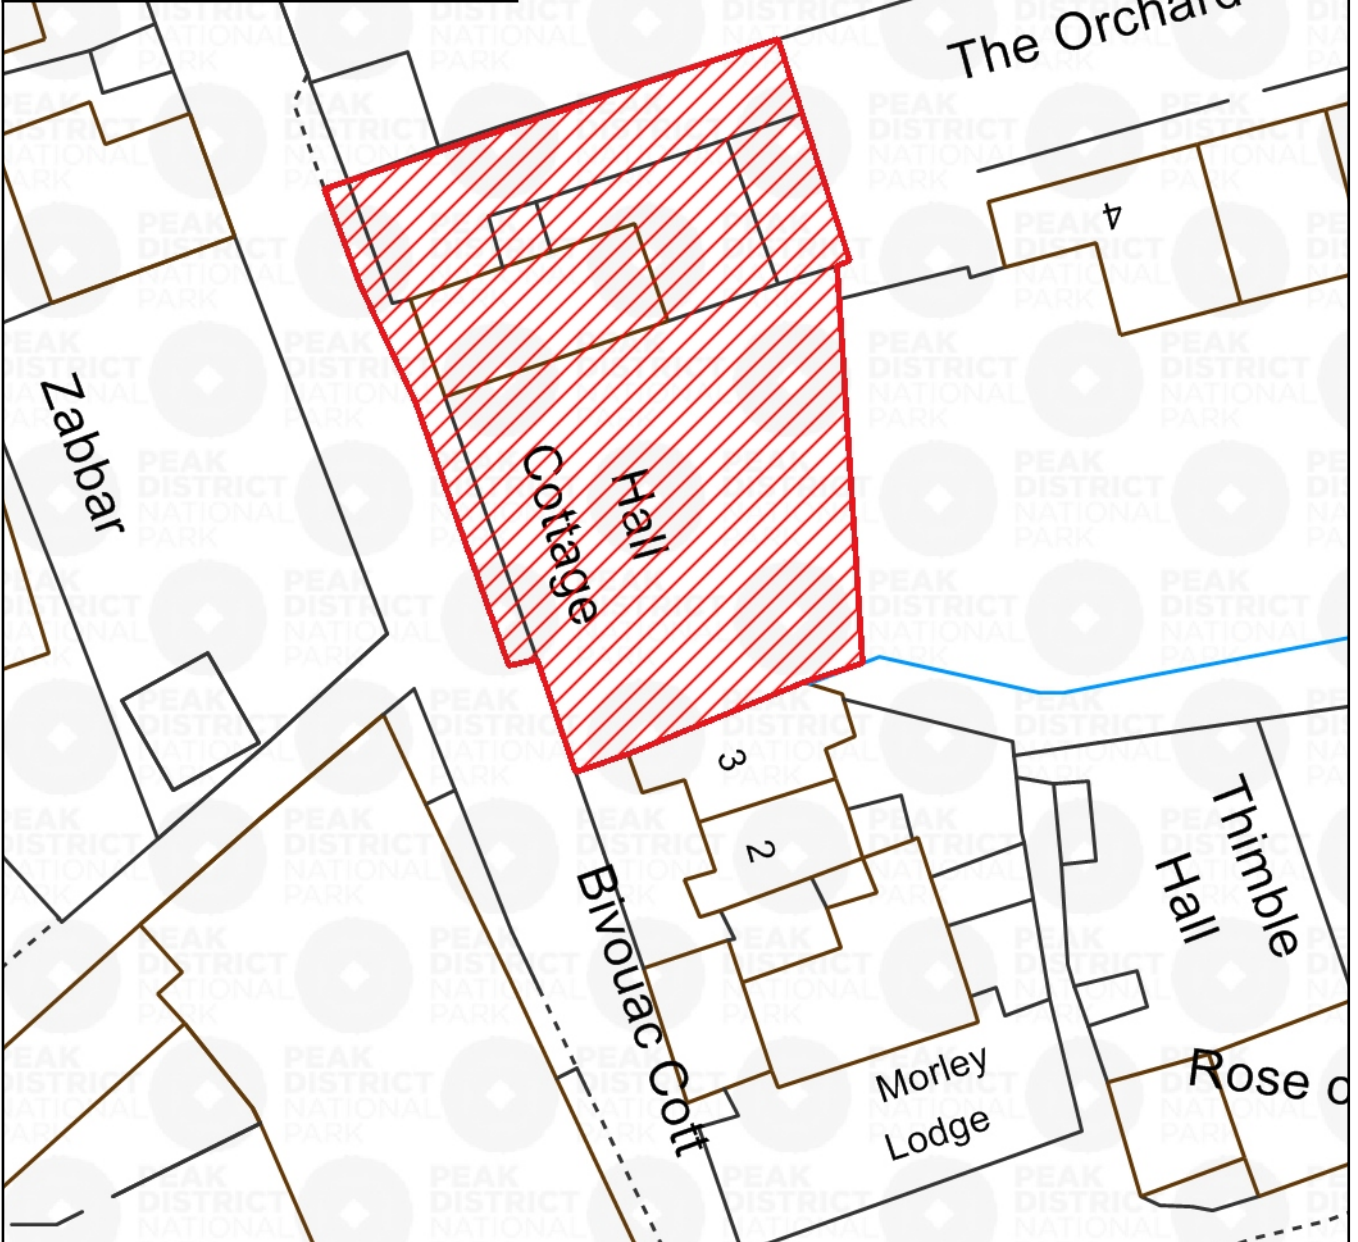 The Orchard
4
Zabbar
Hall
Cottage
3
2
Thimble
Hall
Bivouac Cott
Rose c
Morley
Lodge
PEAK
DISTRICT
NATIONAL
PARK